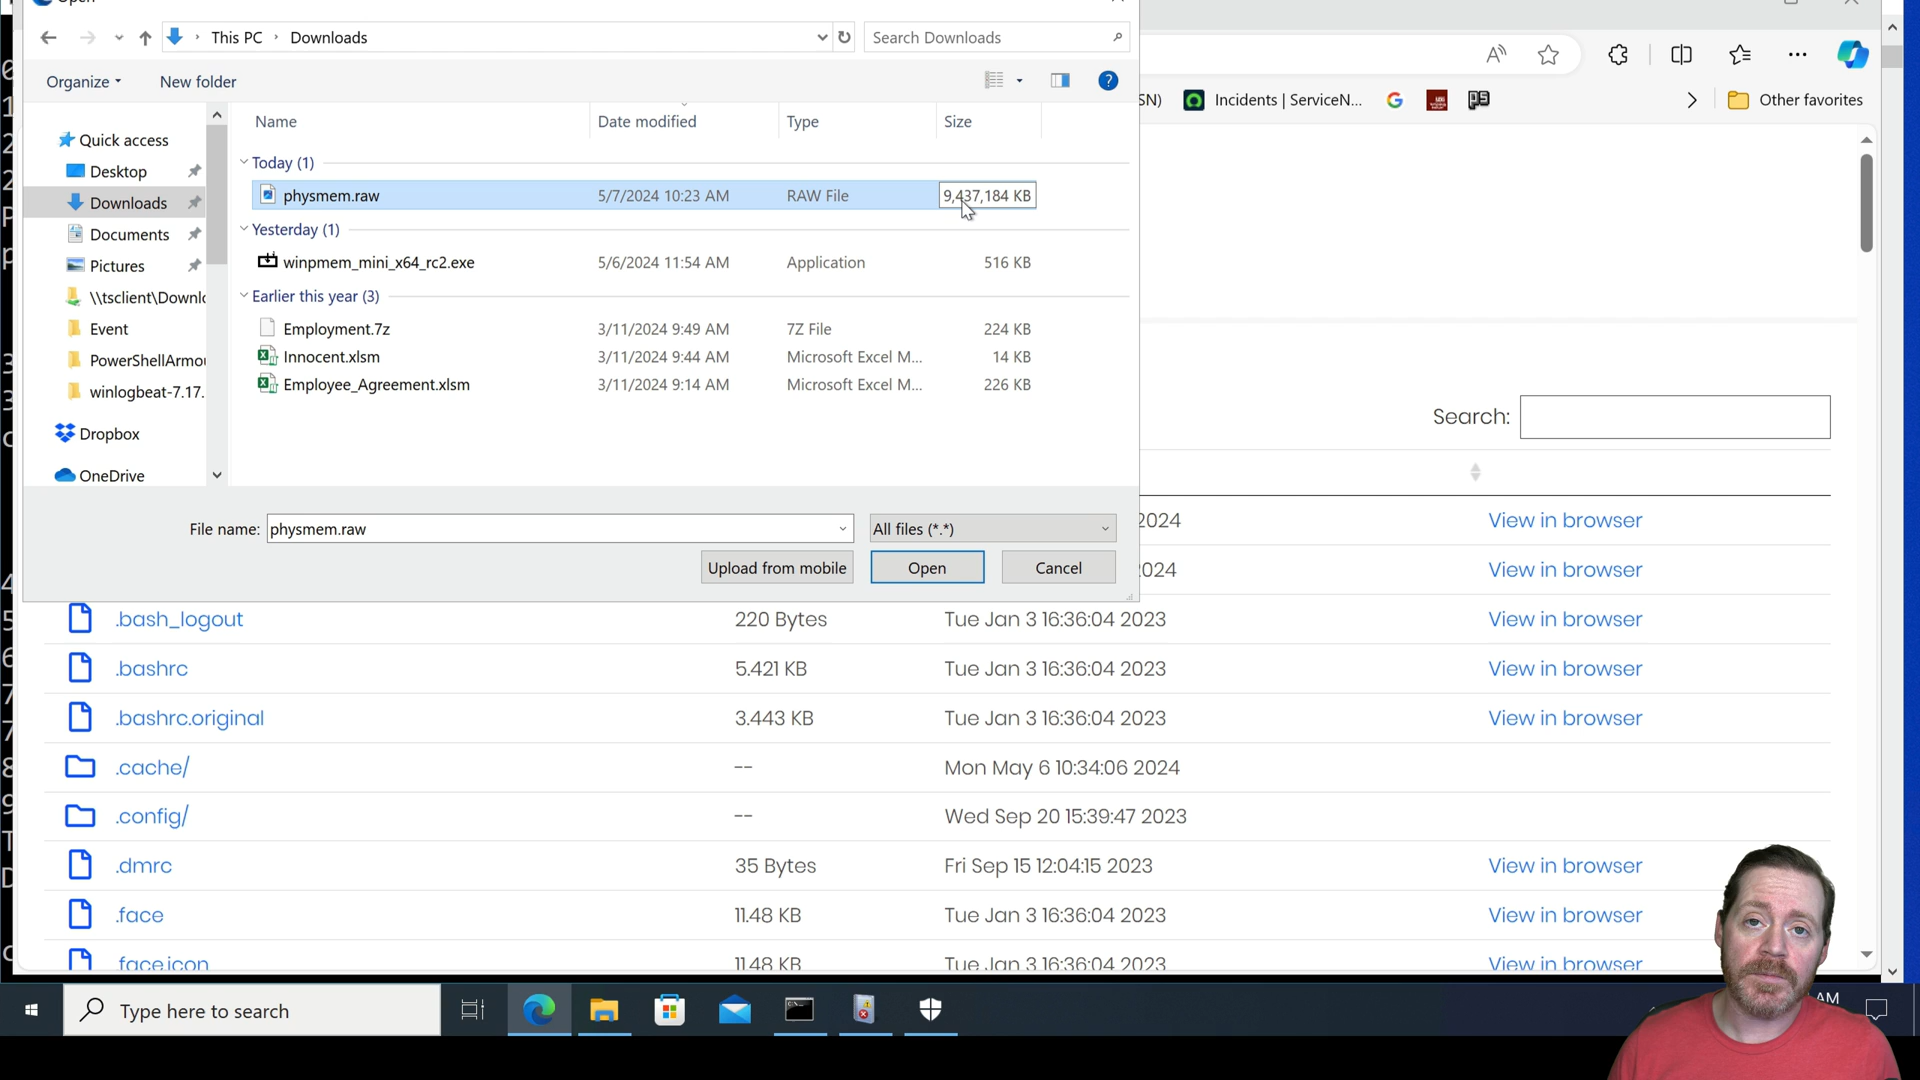 Open
This PC > Downloads
Search Downloads
Organize
New folder
Name Date modified Type Size
Quick access
Desktop
Downloads
Documents
Pictures
\\tsclient\Downlo
Event
PowerShellArmou
winlogbeat-7.17.
Dropbox
OneDrive
Today (1)
physmem.raw 5/7/2024 10:23 AM RAW File 9,437,184 KB
Yesterday (1)
winpmem_mini_x64_rc2.exe 5/6/2024 11:54 AM Application 516 KB
Earlier this year (3)
Employment.7z 3/11/2024 9:49 AM 7Z File 224 KB
Innocent.xlsm 3/11/2024 9:44 AM Microsoft Excel M... 14 KB
Employee_Agreement.xlsm 3/11/2024 9:14 AM Microsoft Excel M... 226 KB
File name: physmem.raw All files (*.*)
Upload from mobile Open Cancel
SN) Incidents | ServiceN... Other favorites
Search:
2024 View in browser
2024 View in browser
.bash_logout 220 Bytes Tue Jan 3 16:36:04 2023 View in browser
.bashrc 5.421 KB Tue Jan 3 16:36:04 2023 View in browser
.bashrc.original 3.443 KB Tue Jan 3 16:36:04 2023 View in browser
.cache/ -- Mon May 6 10:34:06 2024
.config/ -- Wed Sep 20 15:39:47 2023
.dmrc 35 Bytes Fri Sep 15 12:04:15 2023 View in browser
.face 11.48 KB Tue Jan 3 16:36:04 2023 View in browser
.face.icon 11.48 KB Tue Jan 3 16:36:04 2023 View in browser
Type here to search
AM